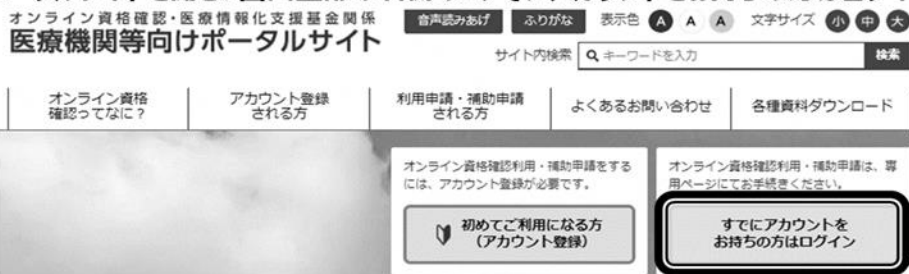 オンライン資格確認・医療情報化支援基金関係
医療機関等向けポータルサイト
音声読みあげ ふりがな 表示色 A A A 文字サイズ 小 中 大
サイト内検索 キーワードを入力 検索
オンライン資格
確認ってなに？
アカウント登録
される方
利用申請・補助申請
される方
よくあるお問い合わせ
各種資料ダウンロード
オンライン資格確認利用・補助申請をする
には、アカウント登録が必要です。
初めてご利用になる方
（アカウント登録）
オンライン資格確認利用・補助申請は、専
用ページにてお手続きください。
すでにアカウントを
お持ちの方はログイン